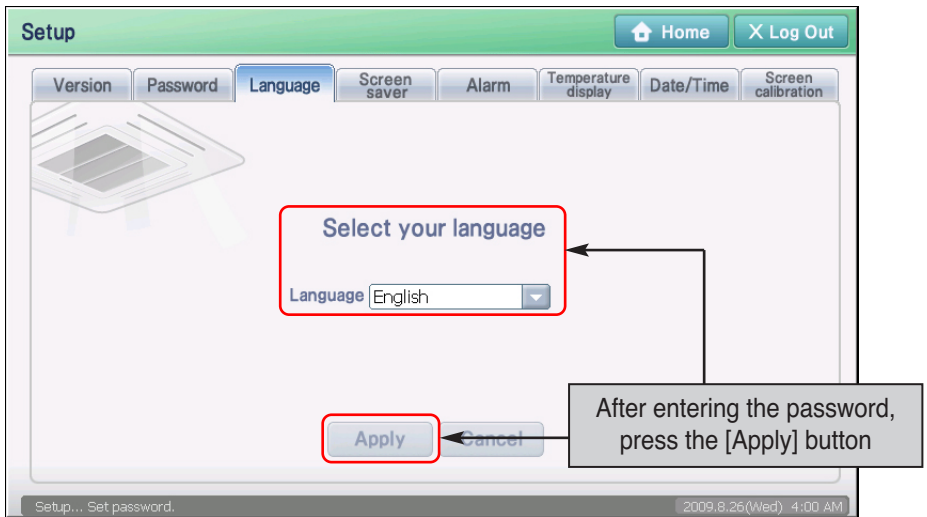 Setup
Home
X Log Out
Version
Password
Language
Screen
saver
Alarm
Temperature
display
Date/Time
Screen
calibration
Select your language
Language English
After entering the password,
press the [Apply] button
Apply
Cancel
Setup... Set password.
2009.8.26(Wed) 4:00 AM